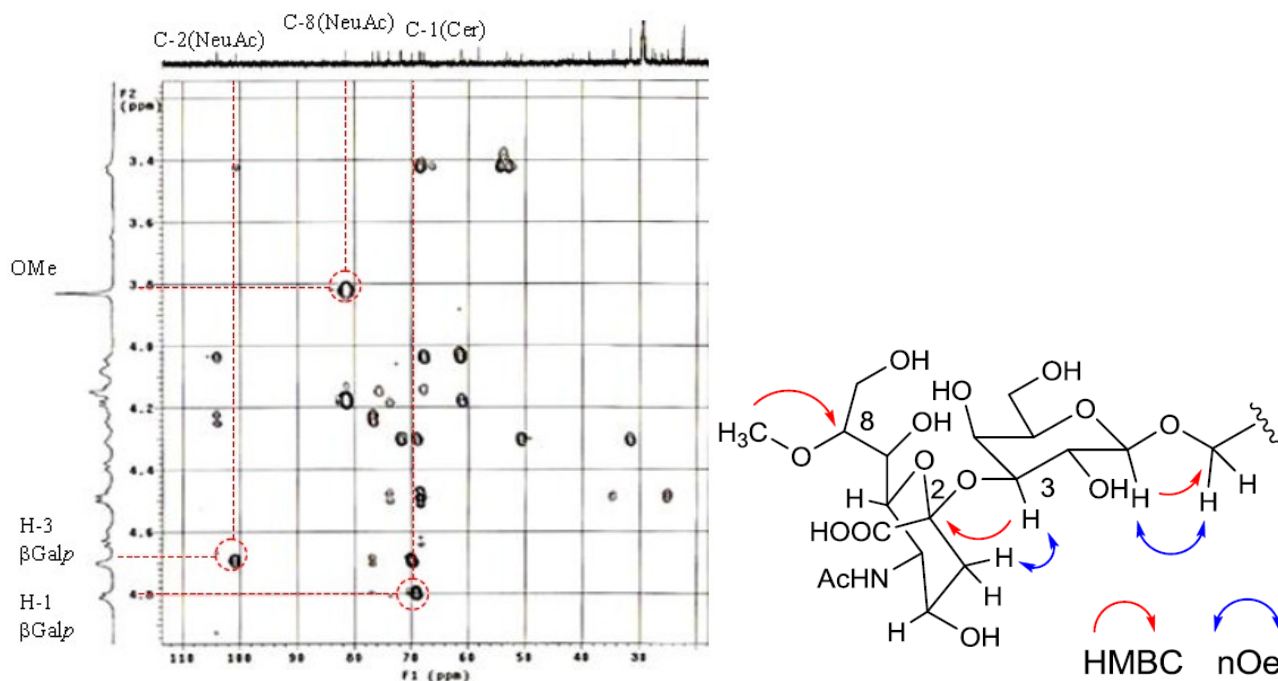 C-2(NeuAc)
C-8(NeuAc)
C-1(Cer)
F2
(ppm)
3.4
3.6
OMe
3.8
4.0
4.2
4.4
4.6
H-3
βGalp
4.8
H-1
βGalp
110 100 90 80 70 60 50 40 30
F1 (ppm)
OH
HO
OH
8
OH
O
O
H3C
O
O
2
O
3
OH
H
H
H
H
H
HOOC
H
AcHN
H
H
OH
HMBC nOe